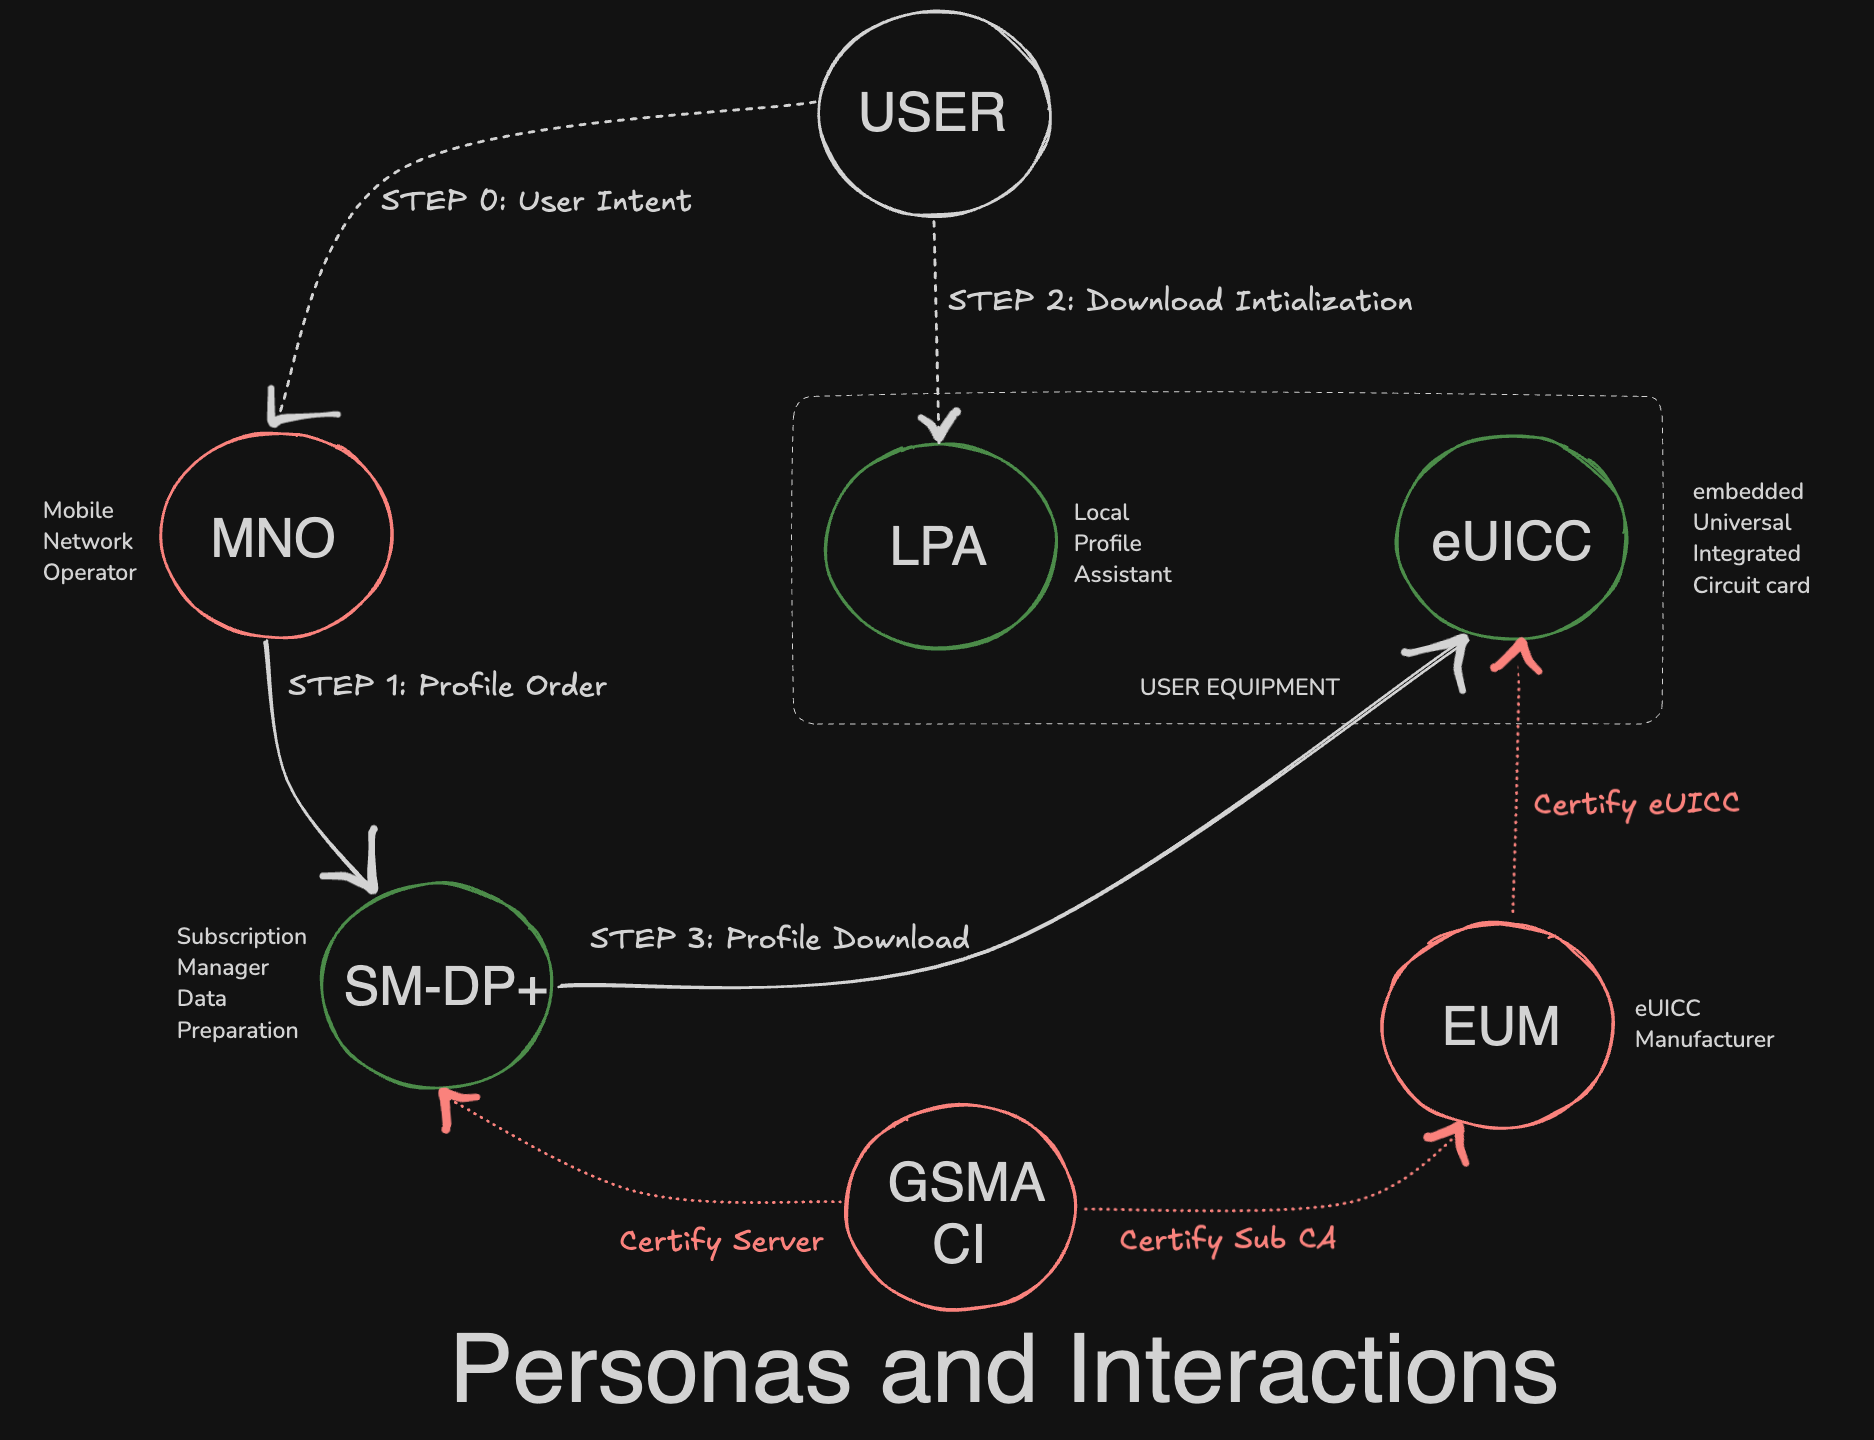 USER
STEP 0: User Intent
STEP 2: Download Intialization
Mobile
Network
Operator
MNO
LPA
Local
Profile
Assistant
eUICC
embedded
Universal
Integrated
Circuit card
USER EQUIPMENT
STEP 1: Profile Order
Certify eUICC
Subscription
Manager
Data
Preparation
SM-DP+
STEP 3: Profile Download
EUM
eUICC
Manufacturer
GSMA
CI
Certify Server
Certify Sub CA
Personas and Interactions